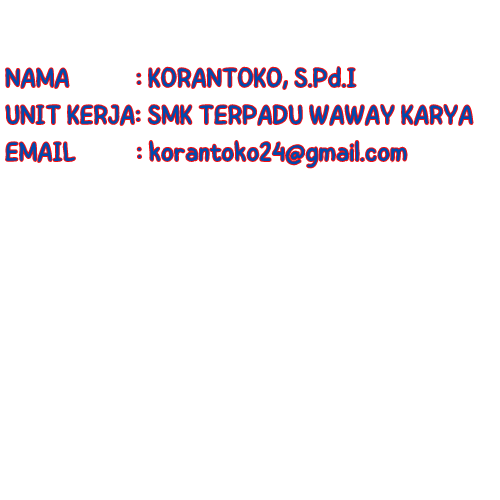 NAMA : KORANTOKO, S.Pd.I
UNIT KERJA: SMK TERPADU WAWAY KARYA
EMAIL : korantoko24@gmail.com